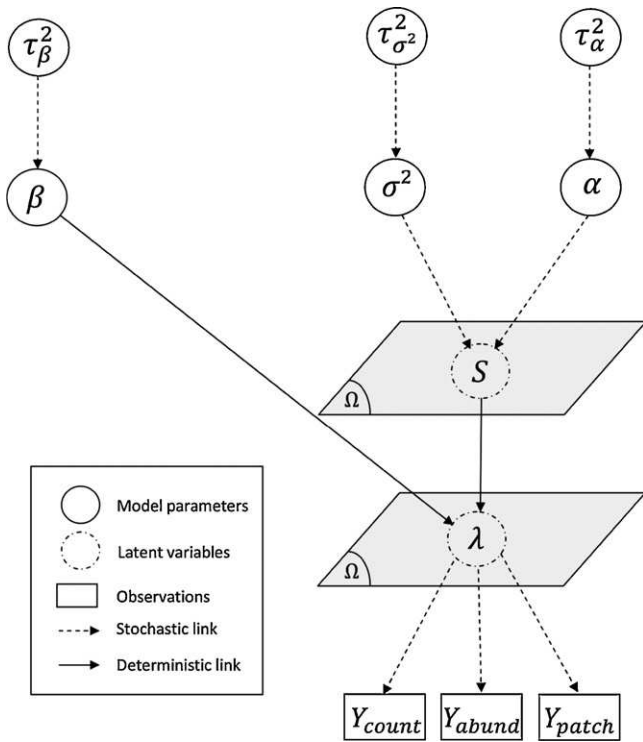 τ²_β τ²_σ² τ²_α
β σ² α
S
Ω
λ
Ω
Model parameters
Latent variables
Observations
Stochastic link
Deterministic link
Y_count Y_abund Y_patch